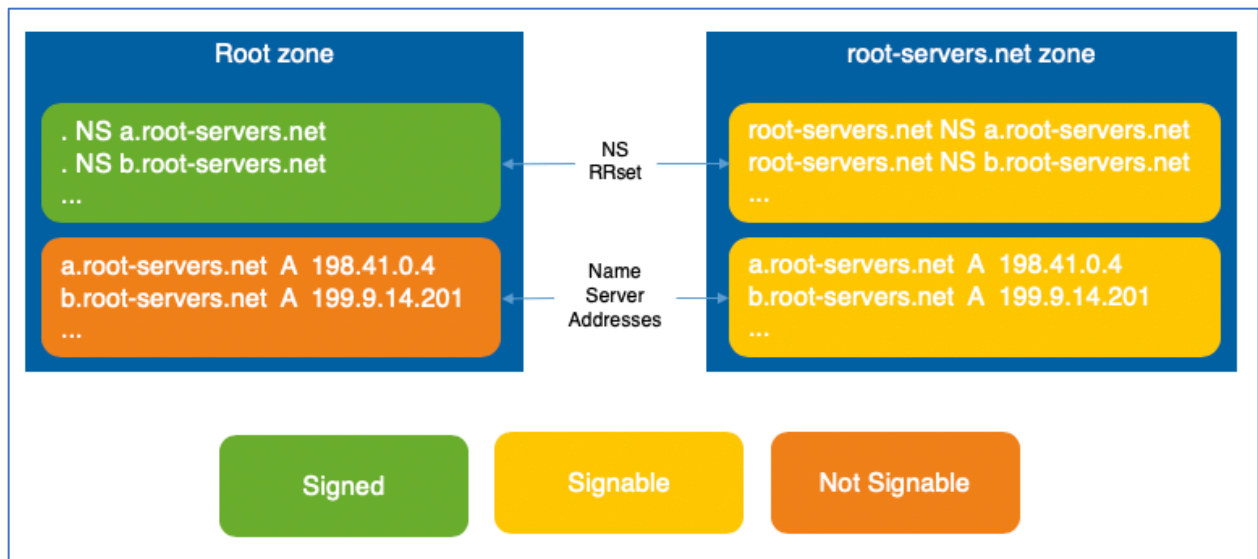 Root zone
. NS a.root-servers.net
. NS b.root-servers.net
...
a.root-servers.net  A  198.41.0.4
b.root-servers.net  A  199.9.14.201
...
NS
RRset
Name
Server
Addresses
root-servers.net zone
root-servers.net NS a.root-servers.net
root-servers.net NS b.root-servers.net
...
a.root-servers.net  A  198.41.0.4
b.root-servers.net  A  199.9.14.201
...
Signed
Signable
Not Signable